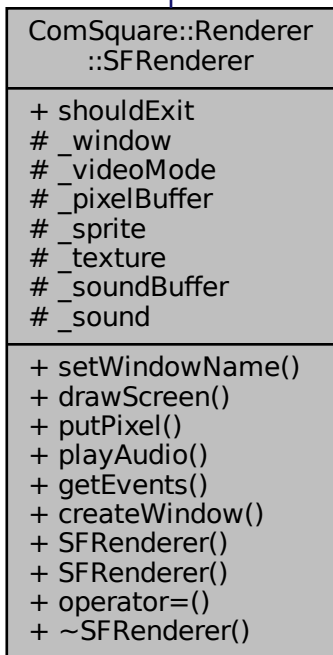 ComSquare::Renderer
::SFRenderer
+ shouldExit
# _window
# _videoMode
# _pixelBuffer
# _sprite
# _texture
# _soundBuffer
# _sound
+ setWindowName()
+ drawScreen()
+ putPixel()
+ playAudio()
+ getEvents()
+ createWindow()
+ SFRenderer()
+ SFRenderer()
+ operator=()
+ ~SFRenderer()